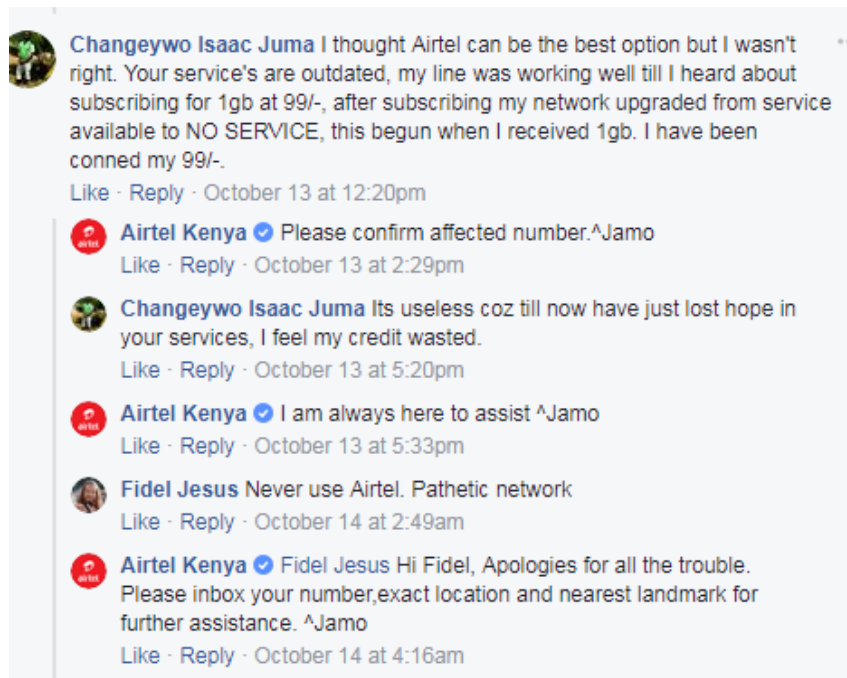 Changeywo Isaac Juma I thought Airtel can be the best option but I wasn't
right. Your service's are outdated, my line was working well till I heard about
subscribing for 1gb at 99/-, after subscribing my network upgraded from service
available to NO SERVICE, this begun when I received 1gb. I have been
conned my 99/-.
Like · Reply · October 13 at 12:20pm
Airtel Kenya Please confirm affected number.^Jamo
airtel
Like · Reply · October 13 at 2:29pm
Changeywo Isaac Juma Its useless coz till now have just lost hope in
your services, I feel my credit wasted.
Like · Reply · October 13 at 5:20pm
Airtel Kenya I am always here to assist ^Jamo
airtel
Like · Reply · October 13 at 5:33pm
Fidel Jesus Never use Airtel. Pathetic network
Like · Reply · October 14 at 2:49am
Airtel Kenya Fidel Jesus Hi Fidel, Apologies for all the trouble.
airtel
Please inbox your number,exact location and nearest landmark for
further assistance. ^Jamo
Like · Reply · October 14 at 4:16am